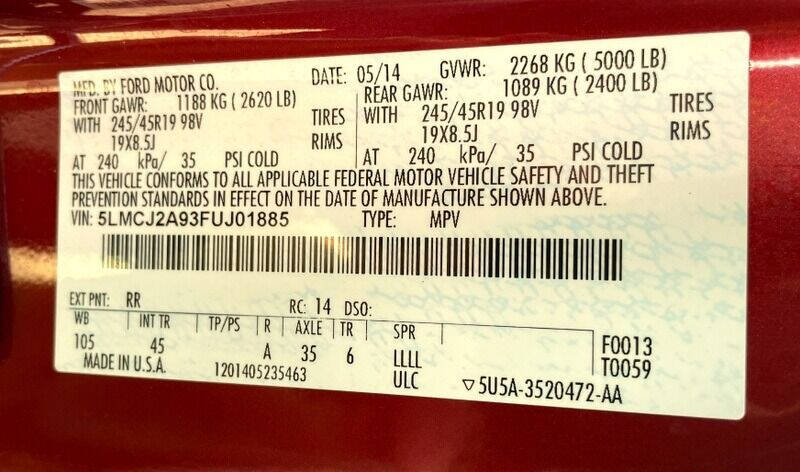 MFD. BY FORD MOTOR CO. DATE: 05/14 GVWR: 2268 KG ( 5000 LB)
FRONT GAWR: 1188 KG ( 2620 LB) REAR GAWR: 1089 KG ( 2400 LB)
WITH 245/45R19 98V TIRES WITH 245/45R19 98V TIRES
19X8.5J RIMS 19X8.5J RIMS
AT 240 kPa/ 35 PSI COLD AT 240 kPa/ 35 PSI COLD
THIS VEHICLE CONFORMS TO ALL APPLICABLE FEDERAL MOTOR VEHICLE SAFETY AND THEFT
PREVENTION STANDARDS IN EFFECT ON THE DATE OF MANUFACTURE SHOWN ABOVE.
VIN: 5LMCJ2A93FUJ01885 TYPE: MPV
EXT PNT: RR RC: 14 DSO:
WB INT TR TP/PS R AXLE TR SPR F0013
105 45 A 35 6 LLLL T0059
MADE IN U.S.A. 1201405235463 ULC ▽5U5A-3520472-AA